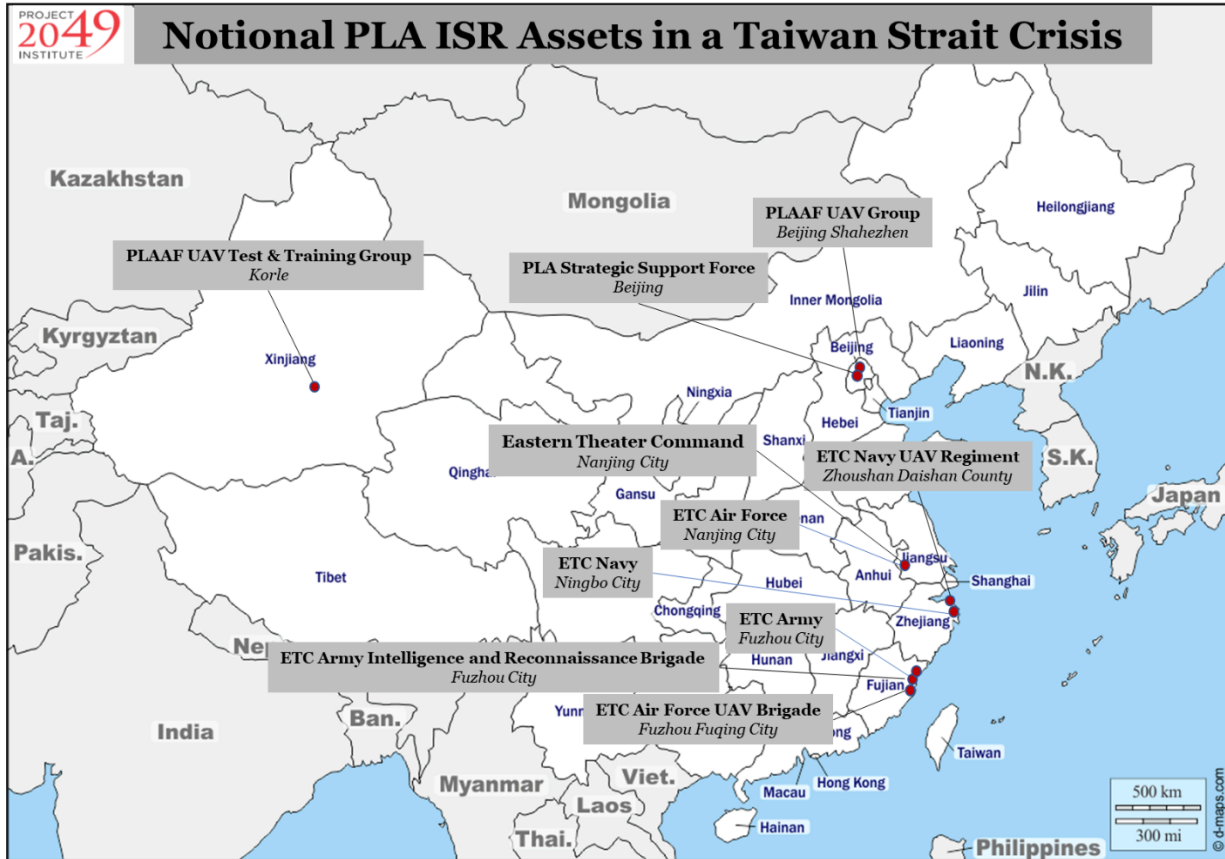 PROJECT
2049
INSTITUTE
Notional PLA ISR Assets in a Taiwan Strait Crisis
Kazakhstan
Mongolia
Heilongjiang
PLAAF UAV Group
Beijing Shahezhen
PLAAF UAV Test & Training Group
Korle
PLA Strategic Support Force
Beijing
Jilin
Inner Mongolia
Kyrgyztan
Liaoning
Beijing
Xinjiang
N.K.
Ningxia
Tianjin
Taj.
Hebei
Shanxi
Eastern Theater Command
Nanjing City
ETC Navy UAV Regiment
Zhoushan Daishan County
S.K.
A.
Qinghai
Gansu
Japan
ETC Air Force
Nanjing City
nan
Pakis.
Jiangsu
ETC Navy
Ningbo City
Anhui
Shanghai
Tibet
Hubei
Chongqing
Zhejiang
ETC Army
Fuzhou City
Nep
ETC Army Intelligence and Reconnaissance Brigade
Fuzhou City
Hunan
Jiangxi
Fujian
Ban.
Yunn
ETC Air Force UAV Brigade
Fuzhou Fuqing City
ong
India
Taiwan
Myanmar
Viet.
Hong Kong
Macau
Laos
Hainan
Thai.
Philippines
500 km
300 mi
© d-maps.com